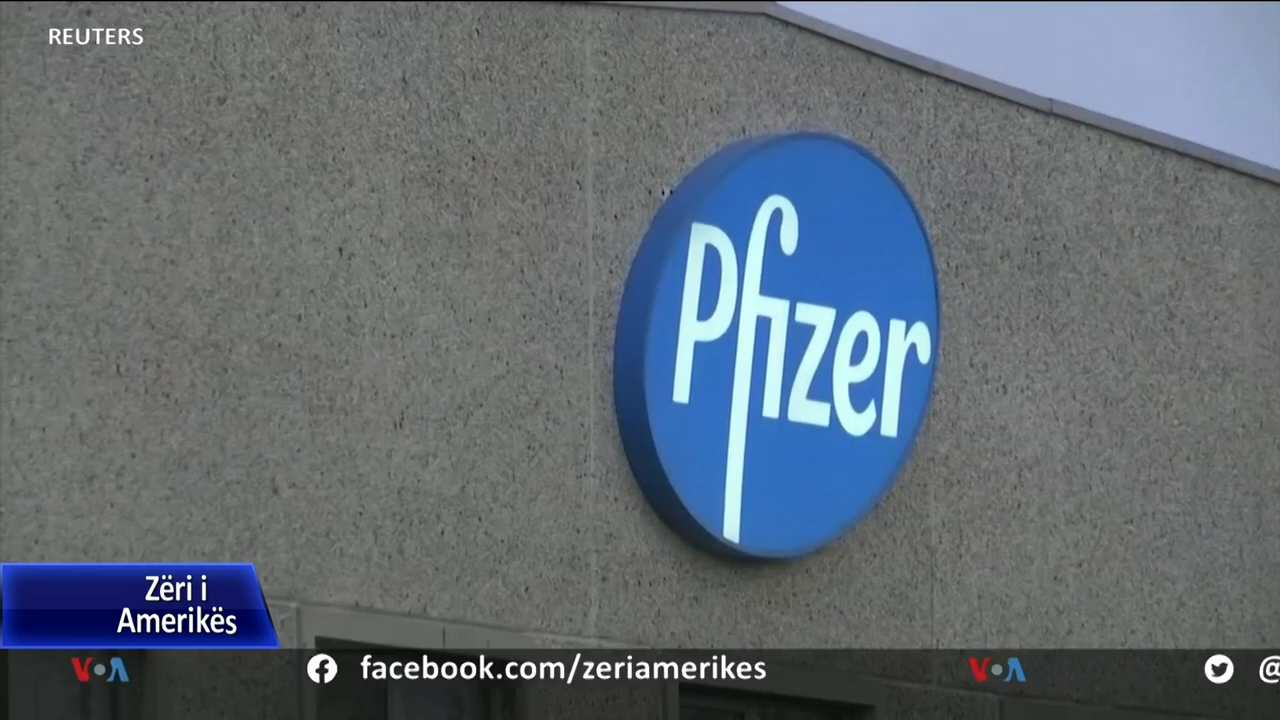 REUTERS
Pfizer
Zëri i
Amerikës
VOA
facebook.com/zeriamerikes
VOA
@